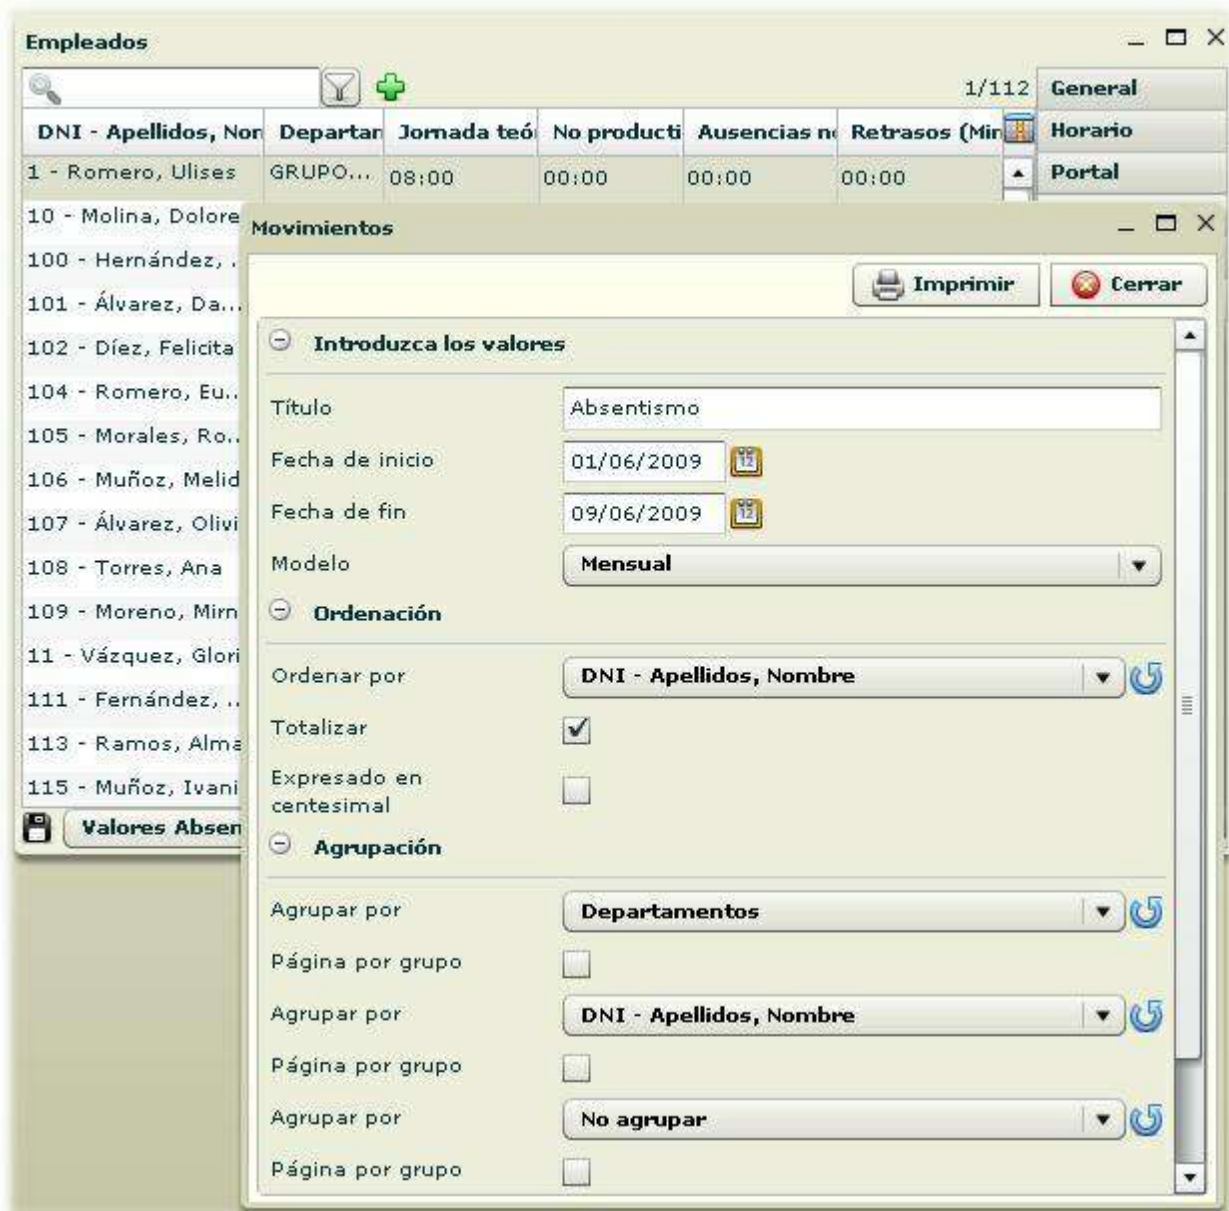 Empleados
1/112
General
DNI - Apellidos, Nor Departan Jornada teó No producti Ausencias n Retrasos (Min
Horario
1 - Romero, Ulises GRUPO... 08:00 00:00 00:00 00:00
Portal
10 - Molina, Dolore
100 - Hernández, .
101 - Álvarez, Da...
102 - Díez, Felicita
104 - Romero, Eu..
105 - Morales, Ro..
106 - Muñoz, Melid
107 - Álvarez, Olivi
108 - Torres, Ana
109 - Moreno, Mirn
11 - Vázquez, Glori
111 - Fernández, ..
113 - Ramos, Alma
115 - Muñoz, Ivani
Valores Absen
Movimientos
Imprimir Cerrar
Introduzca los valores
Título Absentismo
Fecha de inicio 01/06/2009
Fecha de fin 09/06/2009
Modelo Mensual
Ordenación
Ordenar por DNI - Apellidos, Nombre
Totalizar
Expresado en
centesimal
Agrupación
Agrupar por Departamentos
Página por grupo
Agrupar por DNI - Apellidos, Nombre
Página por grupo
Agrupar por No agrupar
Página por grupo